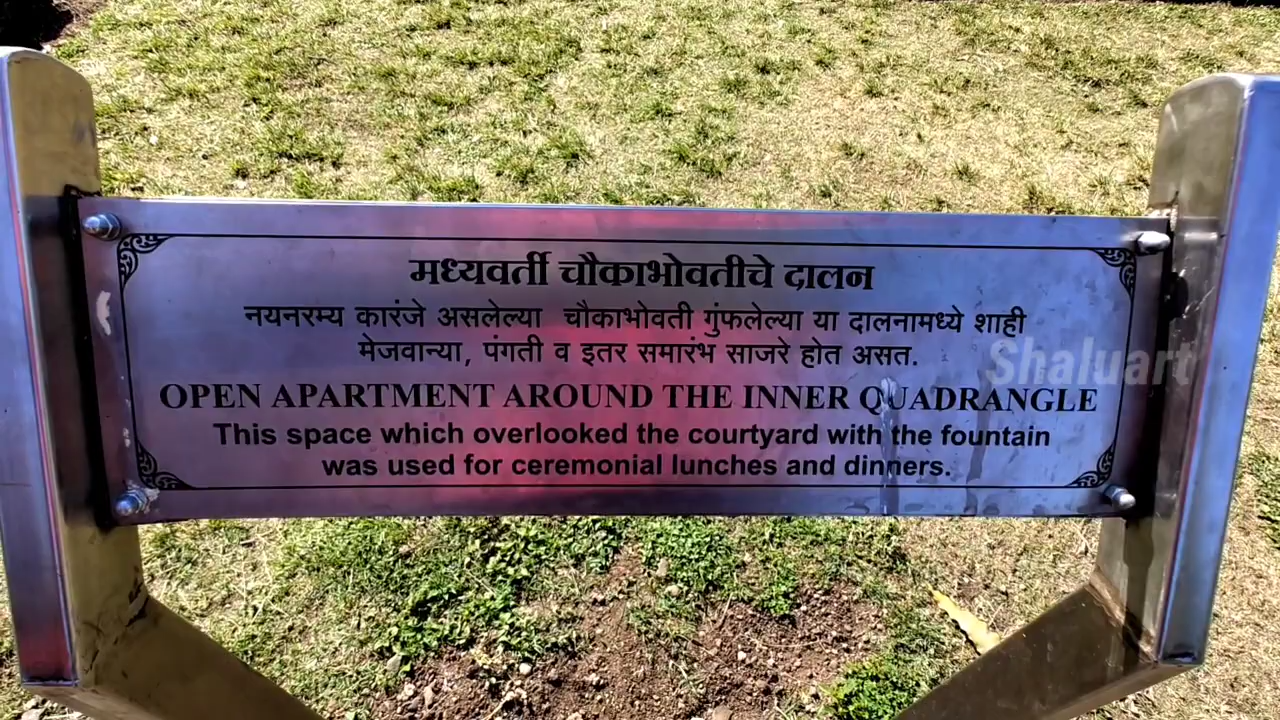 मध्यवर्ती चौकाभोवतीचे दालन
नयनरम्य कारंजे असलेल्या चौकाभोवती गुंफलेल्या या दालनामध्ये शाही
मेजवान्या, पंगती व इतर समारंभ साजरे होत असत.
Shaluart
OPEN APARTMENT AROUND THE INNER QUADRANGLE
This space which overlooked the courtyard with the fountain
was used for ceremonial lunches and dinners.